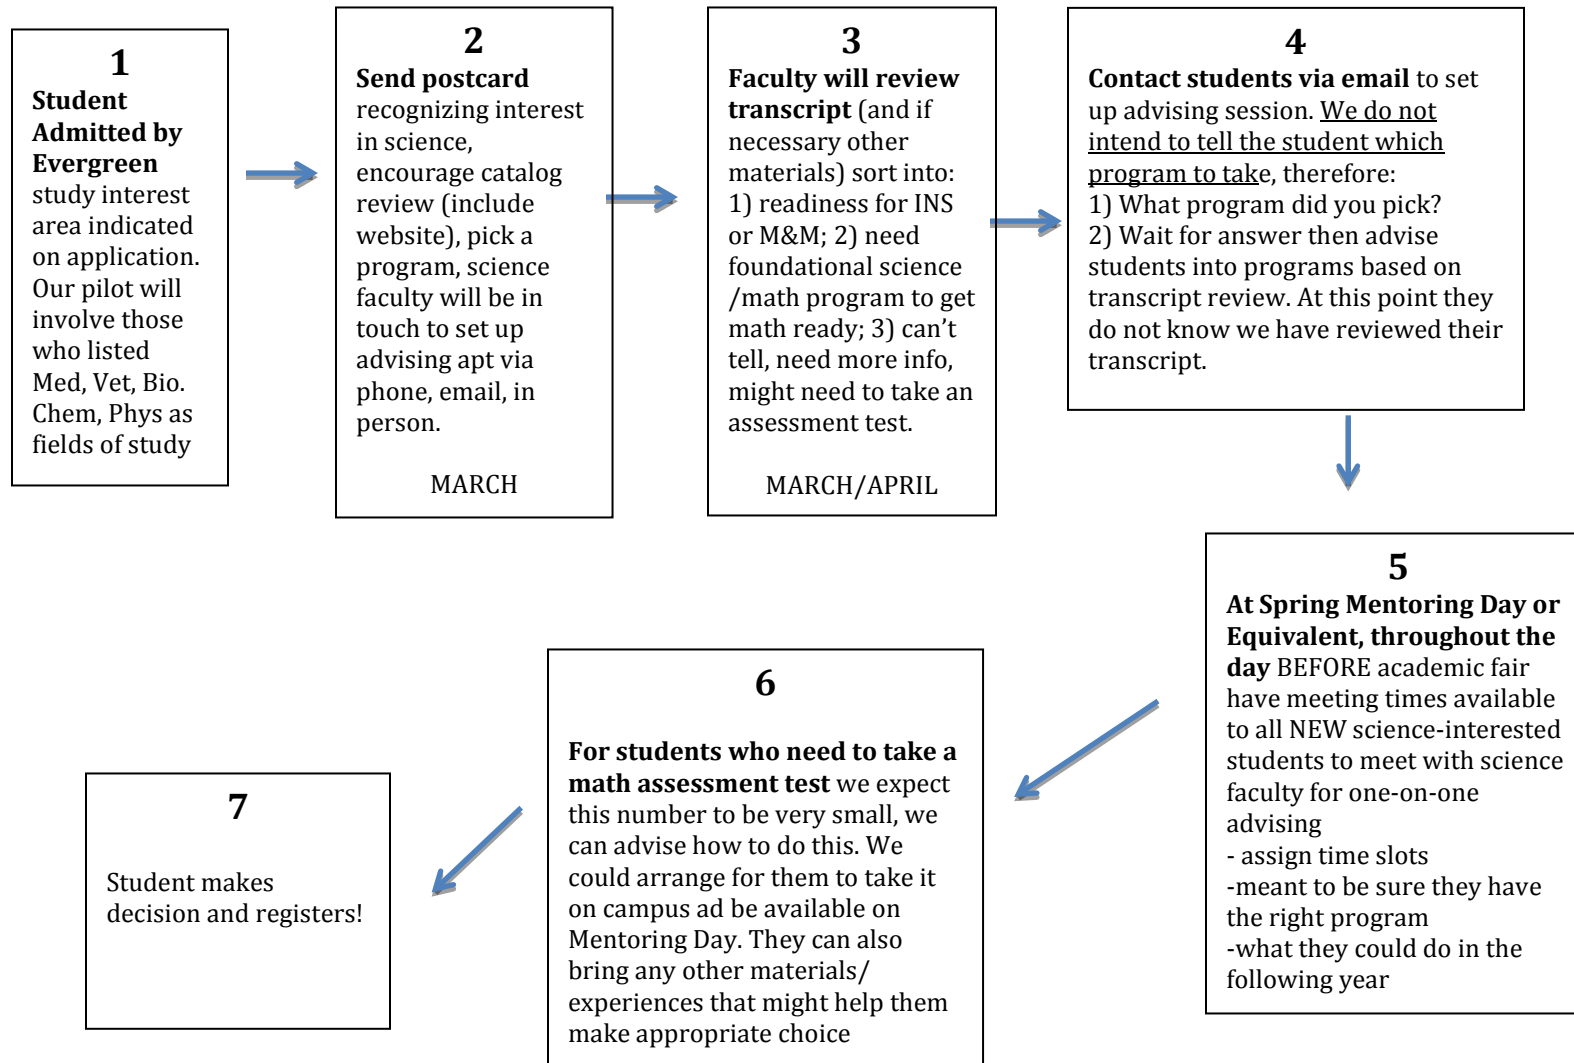 1
Student
Admitted by
Evergreen
study interest
area indicated
on application.
Our pilot will
involve those
who listed
Med, Vet, Bio.
Chem, Phys as
fields of study
2
Send postcard
recognizing interest
in science,
encourage catalog
review (include
website), pick a
program, science
faculty will be in
touch to set up
advising apt via
phone, email, in
person.
MARCH
3
Faculty will review
transcript (and if
necessary other
materials) sort into:
1) readiness for INS
or M&M; 2) need
foundational science
/math program to get
math ready; 3) can’t
tell, need more info,
might need to take an
assessment test.
MARCH/APRIL
4
Contact students via email to set
up advising session. We do not
intend to tell the student which
program to take, therefore:
1) What program did you pick?
2) Wait for answer then advise
students into programs based on
transcript review. At this point they
do not know we have reviewed their
transcript.
5
At Spring Mentoring Day or
Equivalent, throughout the
day BEFORE academic fair
have meeting times available
to all NEW science-interested
students to meet with science
faculty for one-on-one
advising
- assign time slots
-meant to be sure they have
the right program
-what they could do in the
following year
6
For students who need to take a
math assessment test we expect
this number to be very small, we
can advise how to do this. We
could arrange for them to take it
on campus ad be available on
Mentoring Day. They can also
bring any other materials/
experiences that might help them
make appropriate choice
7
Student makes
decision and registers!